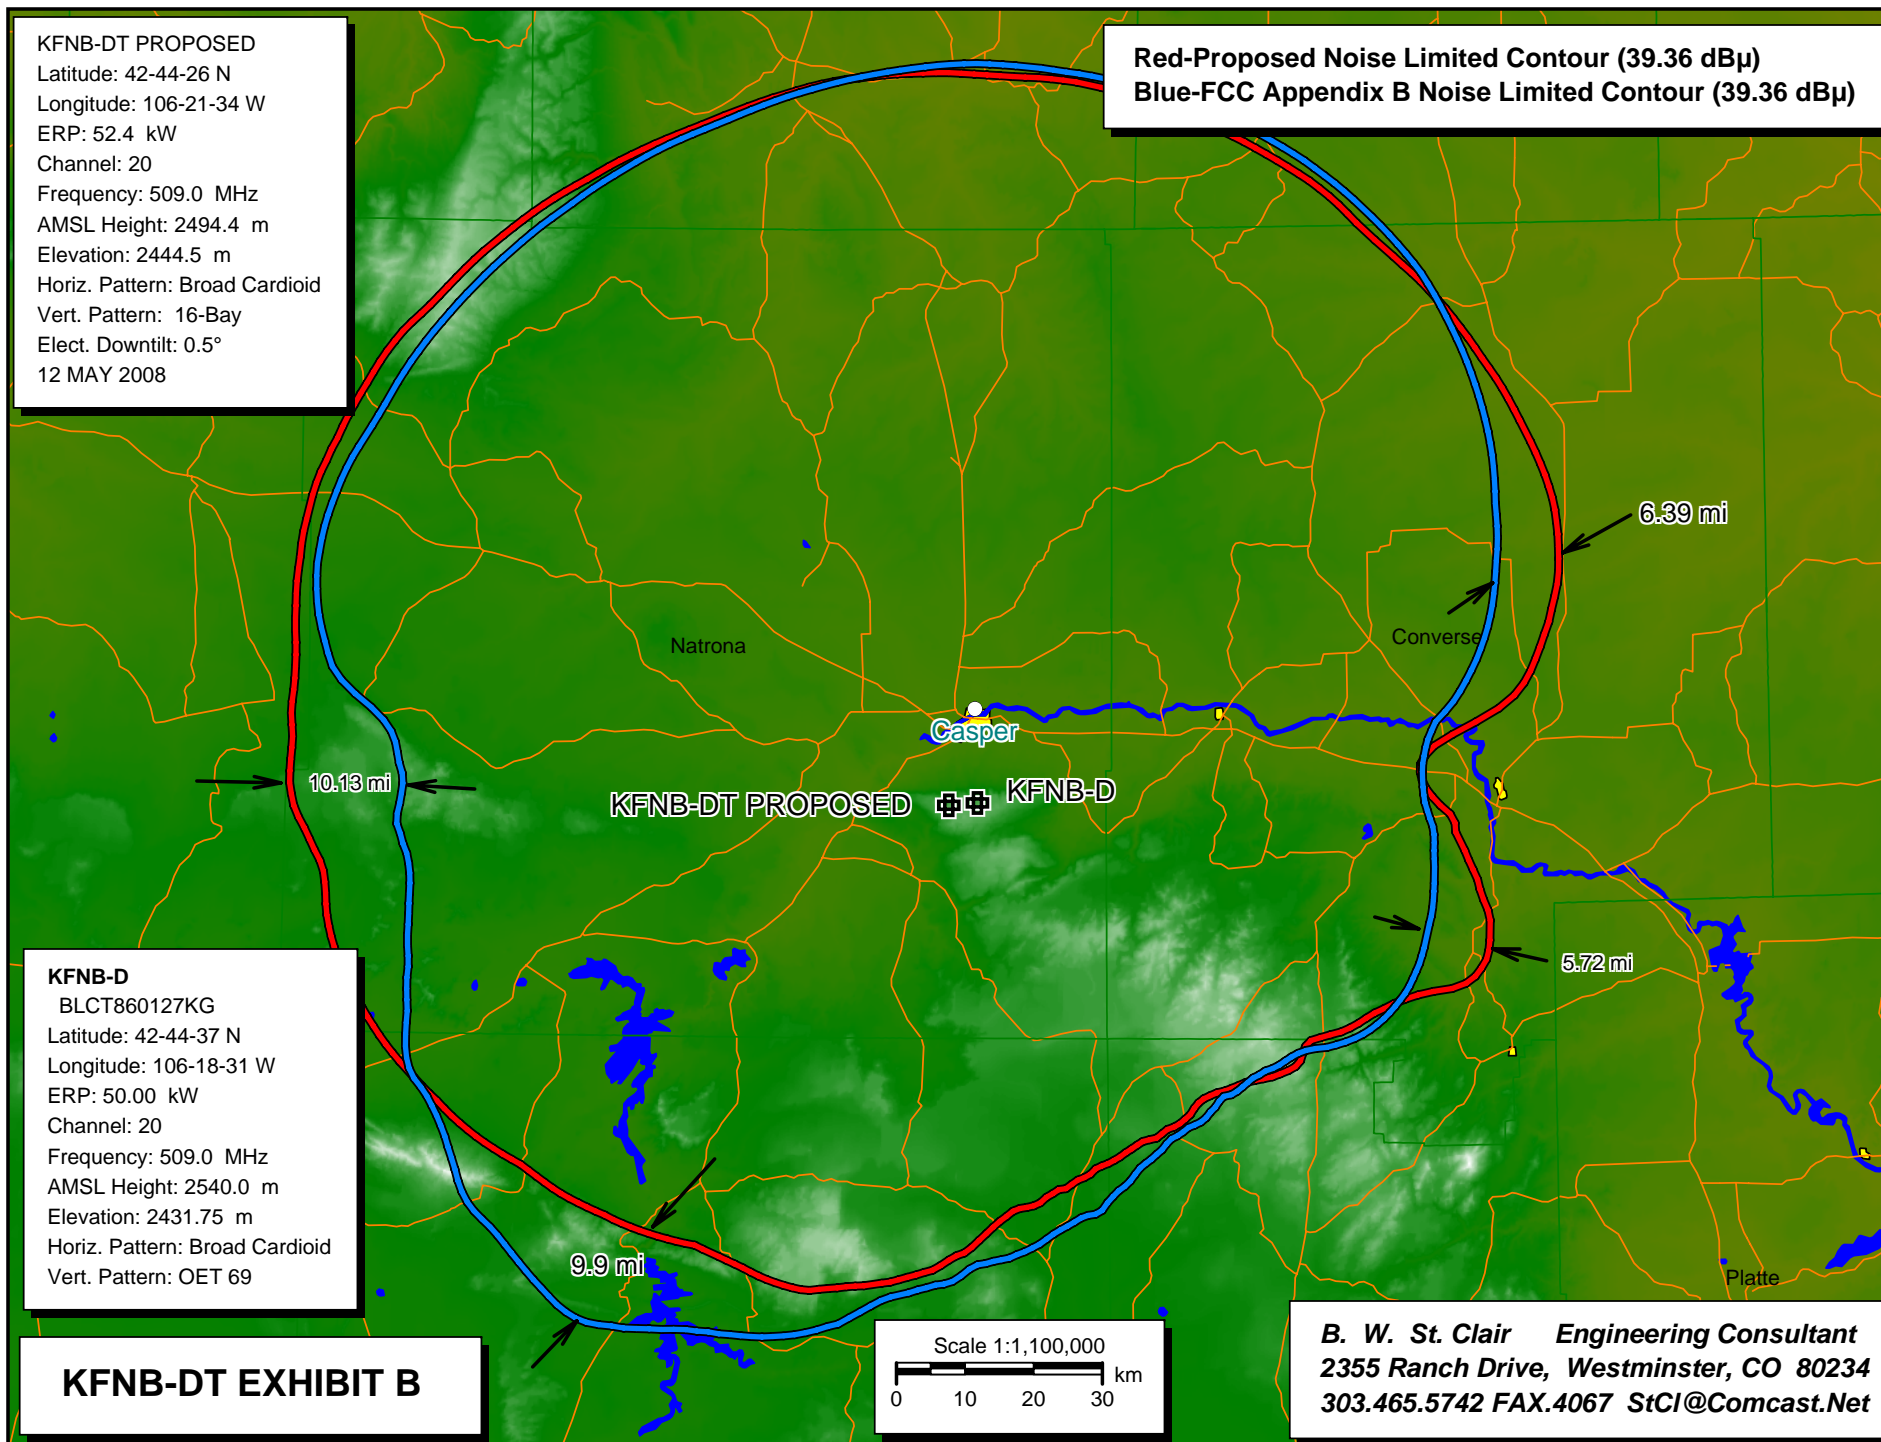 KFNB-DT PROPOSED
Latitude: 42-44-26 N
Longitude: 106-21-34 W
ERP: 52.4 kW
Channel: 20
Frequency: 509.0 MHz
AMSL Height: 2494.4 m
Elevation: 2444.5 m
Horiz. Pattern: Broad Cardioid
Vert. Pattern: 16-Bay
Elect. Downtilt: 0.5°
12 MAY 2008
Red-Proposed Noise Limited Contour (39.36 dBµ)
Blue-FCC Appendix B Noise Limited Contour (39.36 dBµ)
6.39 mi
Natrona
Converse
Casper
10.13 mi
KFNB-DT PROPOSED
KFNB-D
5.72 mi
9.9 mi
Platte
KFNB-D
BLCT860127KG
Latitude: 42-44-37 N
Longitude: 106-18-31 W
ERP: 50.00 kW
Channel: 20
Frequency: 509.0 MHz
AMSL Height: 2540.0 m
Elevation: 2431.75 m
Horiz. Pattern: Broad Cardioid
Vert. Pattern: OET 69
KFNB-DT EXHIBIT B
Scale 1:1,100,000
km
0 10 20 30
B. W. St. Clair Engineering Consultant
2355 Ranch Drive, Westminster, CO 80234
303.465.5742 FAX.4067 StCl@Comcast.Net